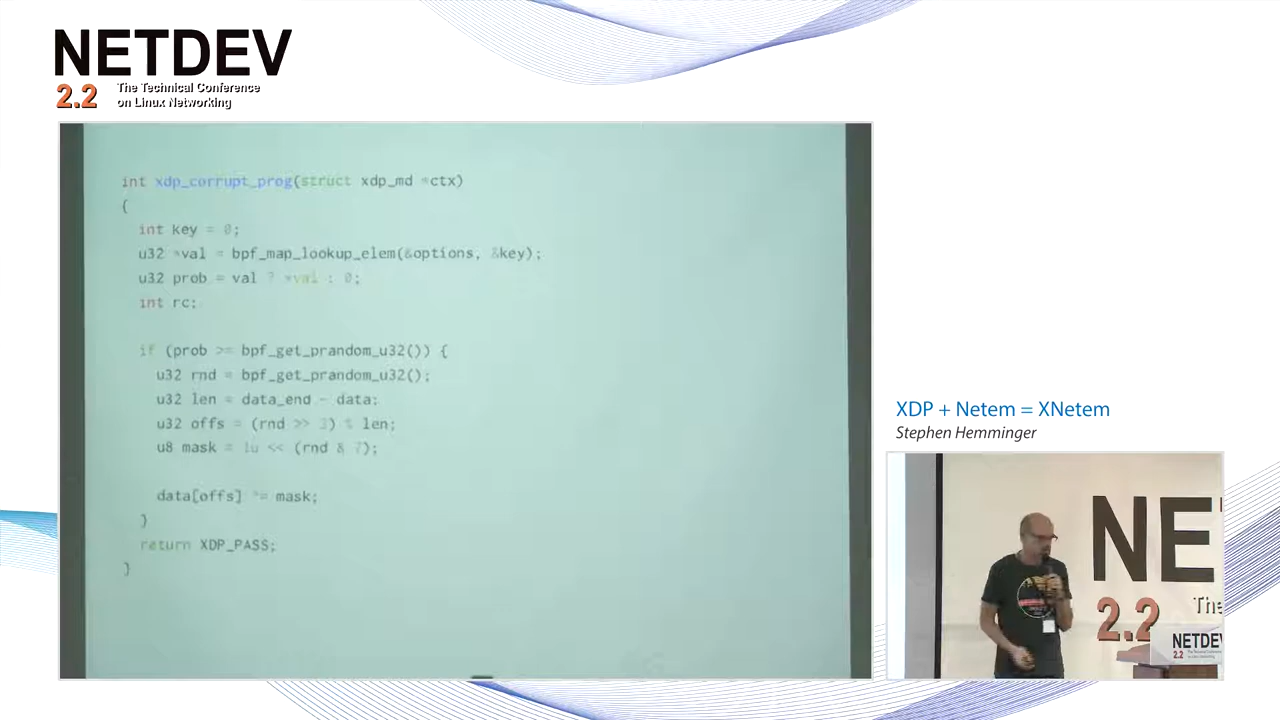 NETDEV
2.2 The Technical Conference
on Linux Networking
int xdp_corrupt_prog(struct xdp_md *ctx)
{
int key = 0;
u32 *val = bpf_map_lookup_elem(&options, &key);
u32 prob = val ? *val : 0;
int rc;
if (prob >= bpf_get_prandom_u32()) {
u32 rnd = bpf_get_prandom_u32();
u32 len = data_end - data;
u32 offs = (rnd >> 3) % len;
u8 mask = 1u << (rnd & 7);
data[offs] ^= mask;
}
return XDP_PASS;
}
XDP + Netem = XNetem
Stephen Hemminger
NE
2.2 The
NETDEV
2.2